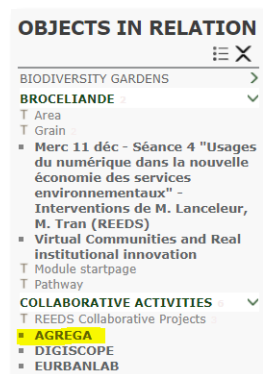 OBJECTS IN RELATION
BIODIVERSITY GARDENS
BROCELIANDE 2
T Area
T Grain 2
Merc 11 déc - Séance 4 "Usages
du numérique dans la nouvelle
économie des services
environnementaux" -
Interventions de M. Lanceleur,
M. Tran (REEDS)
Virtual Communities and Real
institutional innovation
T Module startpage
T Pathway
COLLABORATIVE ACTIVITIES
T REEDS Collaborative Projects
AGREGA
DIGISCOPE
EURBANLAB